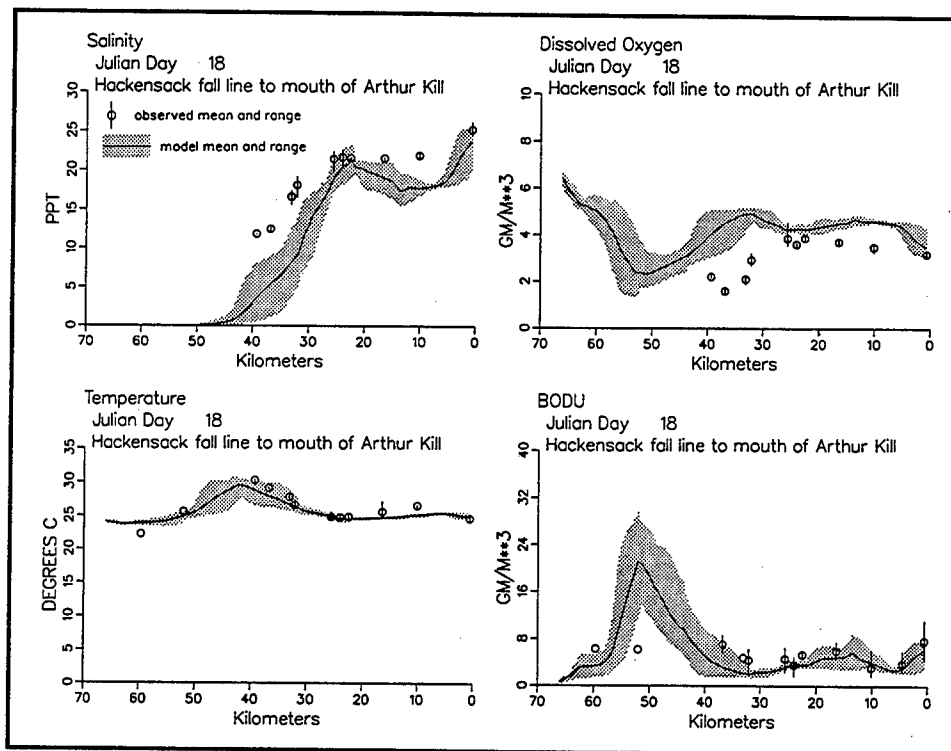 Salinity
Julian Day 18
Hackensack fall line to mouth of Arthur Kill
observed mean and range
model mean and range
PPT
30
25
20
15
10
5
0
70 60 50 40 30 20 10 0
Kilometers
Dissolved Oxygen
Julian Day 18
Hackensack fall line to mouth of Arthur Kill
GM/M**3
10
8
6
4
2
0
70 60 50 40 30 20 10 0
Kilometers
Temperature
Julian Day 18
Hackensack fall line to mouth of Arthur Kill
DEGREES C
35
30
25
20
15
10
5
0
70 60 50 40 30 20 10 0
Kilometers
BODU
Julian Day 18
Hackensack fall line to mouth of Arthur Kill
GM/M**3
40
32
24
16
8
0
70 60 50 40 30 20 10 0
Kilometers